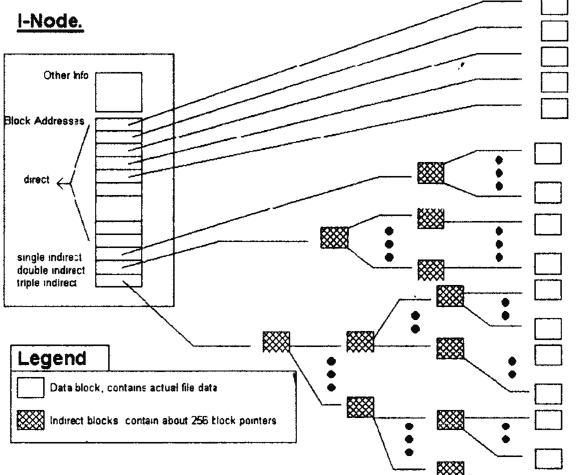 I-Node.
Other Info
Block Addresses
direct
single indirect
double indirect
triple indirect
Legend
Data block, contains actual file data
Indirect blocks contain about 256 block pointers